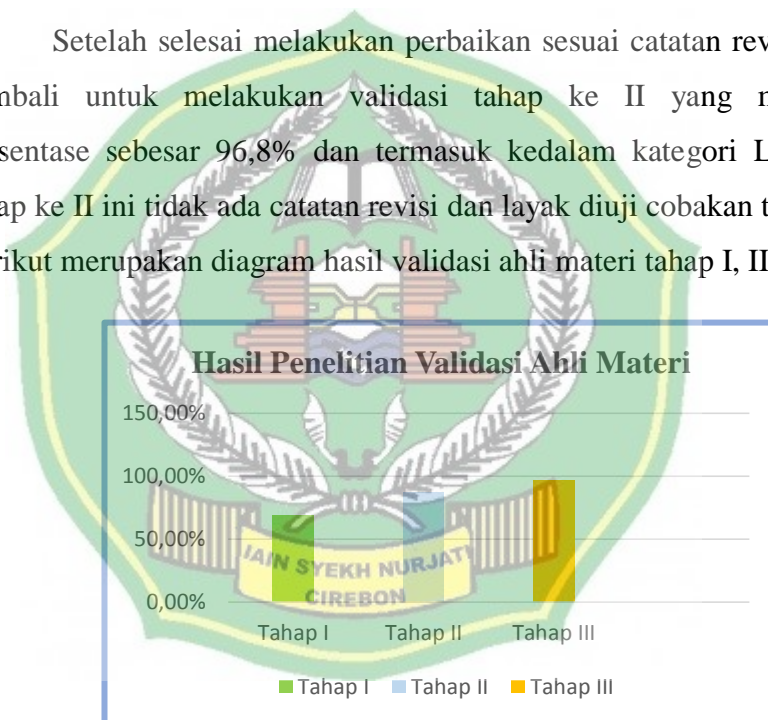 Setelah selesai melakukan perbaikan sesuai catatan rev
mbali untuk melakukan validasi tahap ke II yang m
sentase sebesar 96,8% dan termasuk kedalam kategori L
ap ke II ini tidak ada catatan revisi dan layak diuji cobakan t
rikut merupakan diagram hasil validasi ahli materi tahap I, II
Hasil Penelitian Validasi Ahli Materi
150,00%
100,00%
50,00%
0,00%
IAIN SYEKH NURJATI
CIREBON
Tahap I Tahap II Tahap III
Tahap I Tahap II Tahap III